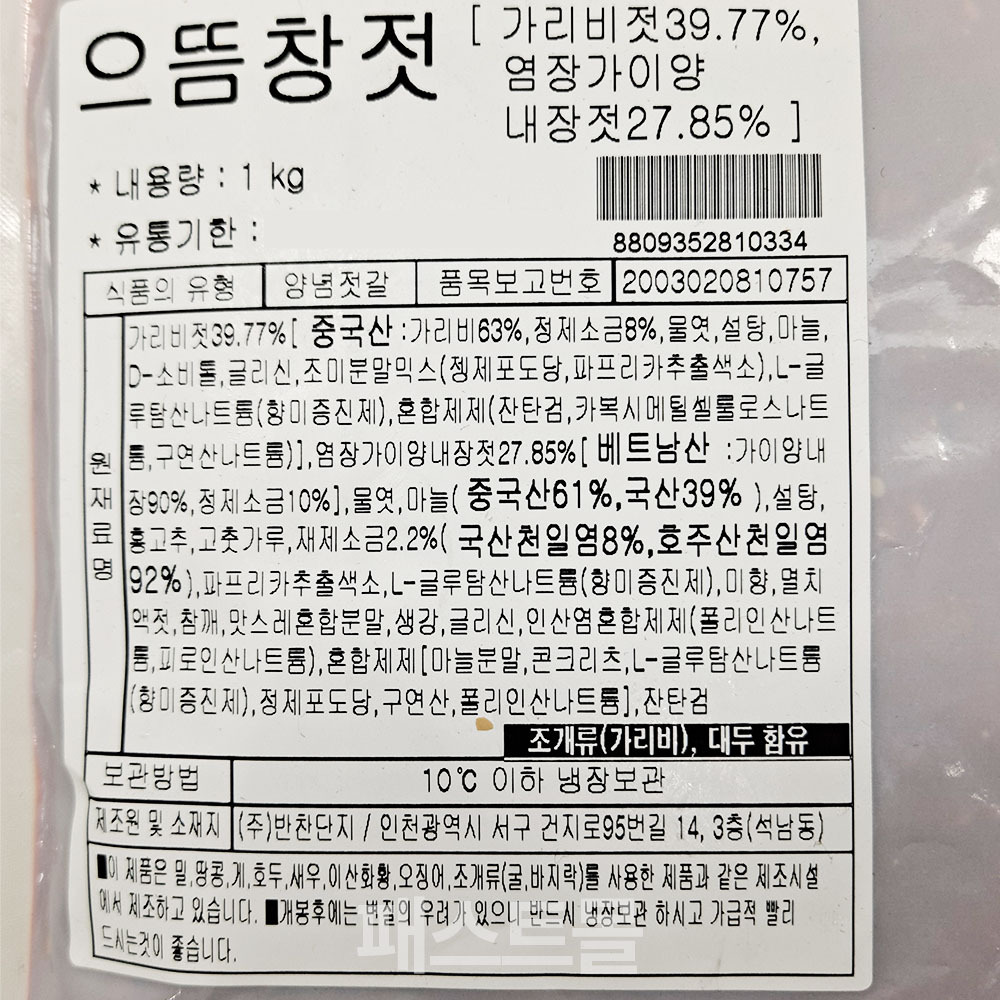 으뜸창젓 [ 가리비젓39.77%,
염장가이양
내장젓27.85% ]
* 내용량 : 1 kg
* 유통기한 :
8809352810334
식품의 유형 양념젓갈 품목보고번호 2003020810757
원재료명
가리비젓39.77%[ 중국산 :가리비63%,정제소금8%,물엿,설탕,마늘,
D-소비톨,글리신,조미분말믹스(젱제포도당,파프리카추출색소),L-글
루탐산나트륨(향미증진제),혼합제제(잔탄검,카복시메틸셀룰로스나트
륨,구연산나트륨)],염장가이양내장젓27.85%[ 베트남산 :가이양내
장90%,정제소금10%],물엿,마늘( 중국산61%,국산39% ),설탕,
홍고추,고춧가루,재제소금2.2%( 국산천일염8%,호주산천일염
92%),파프리카추출색소,L-글루탐산나트륨(향미증진제),미향,멸치
액젓,참깨,맛스레혼합분말,생강,글리신,인산염혼합제제(폴리인산나트
륨,피로인산나트륨),혼합제제[마늘분말,콘크리츠,L-글루탐산나트륨
(향미증진제),정제포도당,구연산,폴리인산나트륨],잔탄검
조개류(가리비), 대두 함유
보관방법 10℃ 이하 냉장보관
제조원 및 소재지 (주)반찬단지 / 인천광역시 서구 건지로95번길 14, 3층(석남동)
■이 제품은 밀,땅콩,게,호두,새우,이산화황,오징어,조개류(굴,바지락)를 사용한 제품과 같은 제조시설
에서 제조하고 있습니다. ■개봉후에는 변질의 우려가 있으니 반드시 냉장보관 하시고 가급적 빨리
드시는것이 좋습니다.
패스트몰